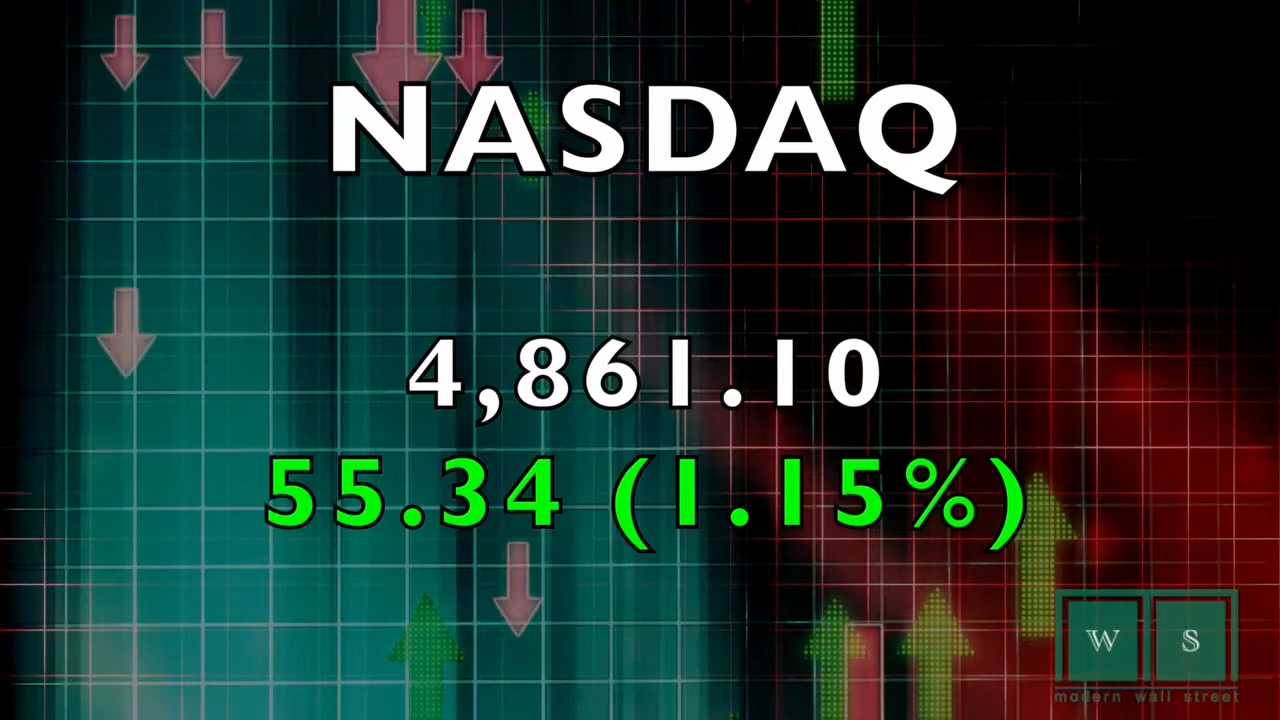 NASDAQ
4,861.10
55.34 (1.15%)
W S
modern wall street